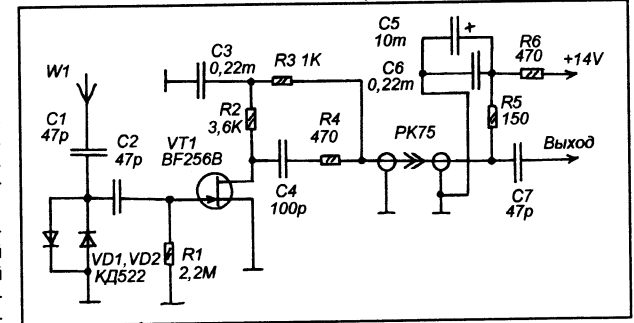 W1
C1
47p
C2
47p
VD1,VD2
КД522
VT1
BF256B
R1
2,2M
C3
0,22m
R2
3,6K
R3 1K
C4
100p
R4
470
PK75
C5
10m
+
C6
0,22m
R6
470
+14V
R5
150
Выход
C7
47p